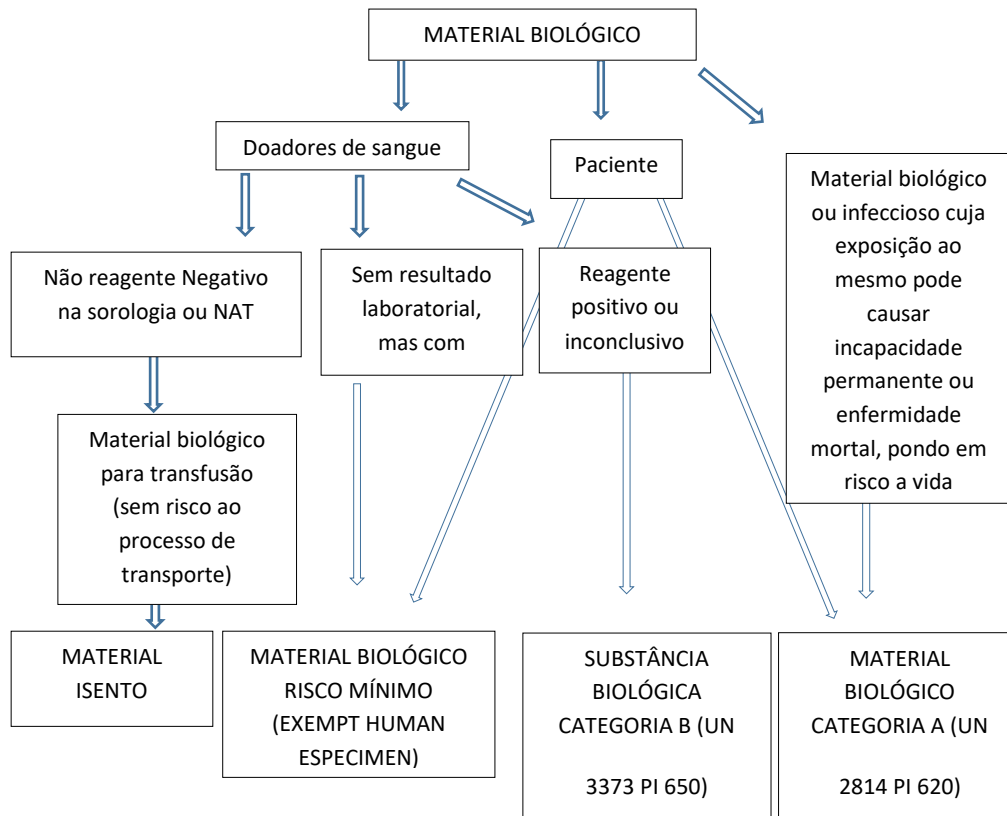 MATERIAL BIOLÓGICO
Doadores de sangue
Paciente
Material biológico
ou infeccioso cuja
exposição ao
mesmo pode
causar
incapacidade
permanente ou
enfermidade
mortal, pondo em
risco a vida
Não reagente Negativo
na sorologia ou NAT
Sem resultado
laboratorial,
mas com
Reagente
positivo ou
inconclusivo
Material biológico
para transfusão
(sem risco ao
processo de
transporte)
MATERIAL
ISENTO
MATERIAL BIOLÓGICO
RISCO MÍNIMO
(EXEMPT HUMAN
ESPECIMEN)
SUBSTÂNCIA
BIOLÓGICA
CATEGORIA B (UN
3373 PI 650)
MATERIAL
BIOLÓGICO
CATEGORIA A (UN
2814 PI 620)